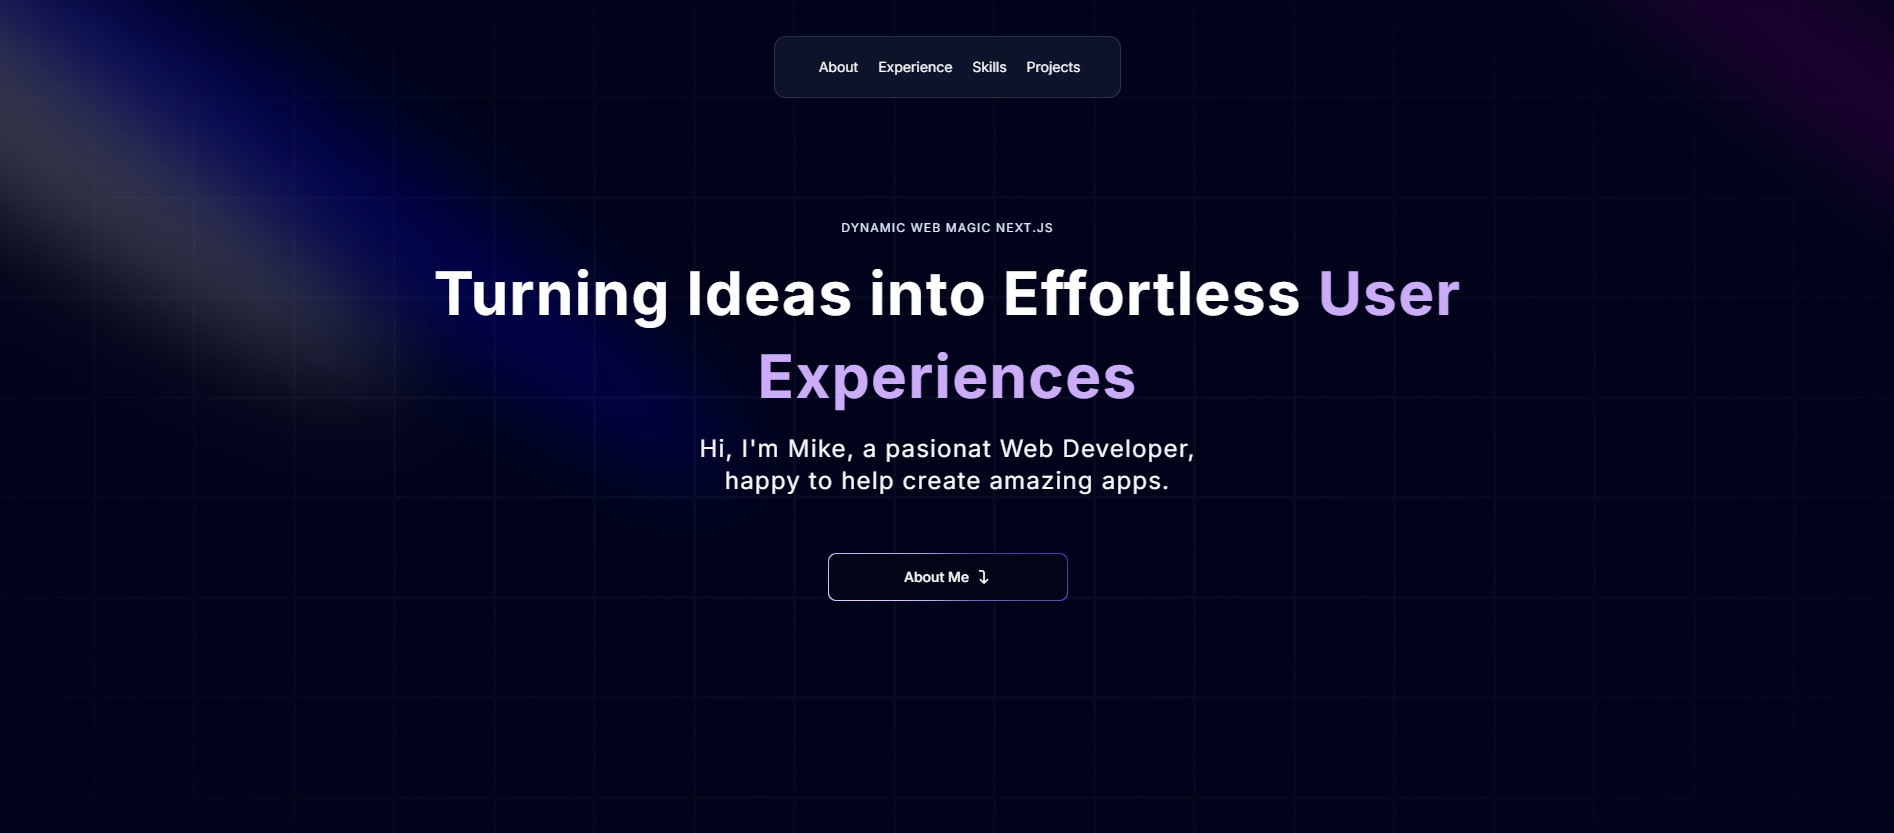 About Experience Skills Projects
DYNAMIC WEB MAGIC NEXT.JS
Turning Ideas into Effortless User
Experiences
Hi, I'm Mike, a pasionat Web Developer,
happy to help create amazing apps.
About Me